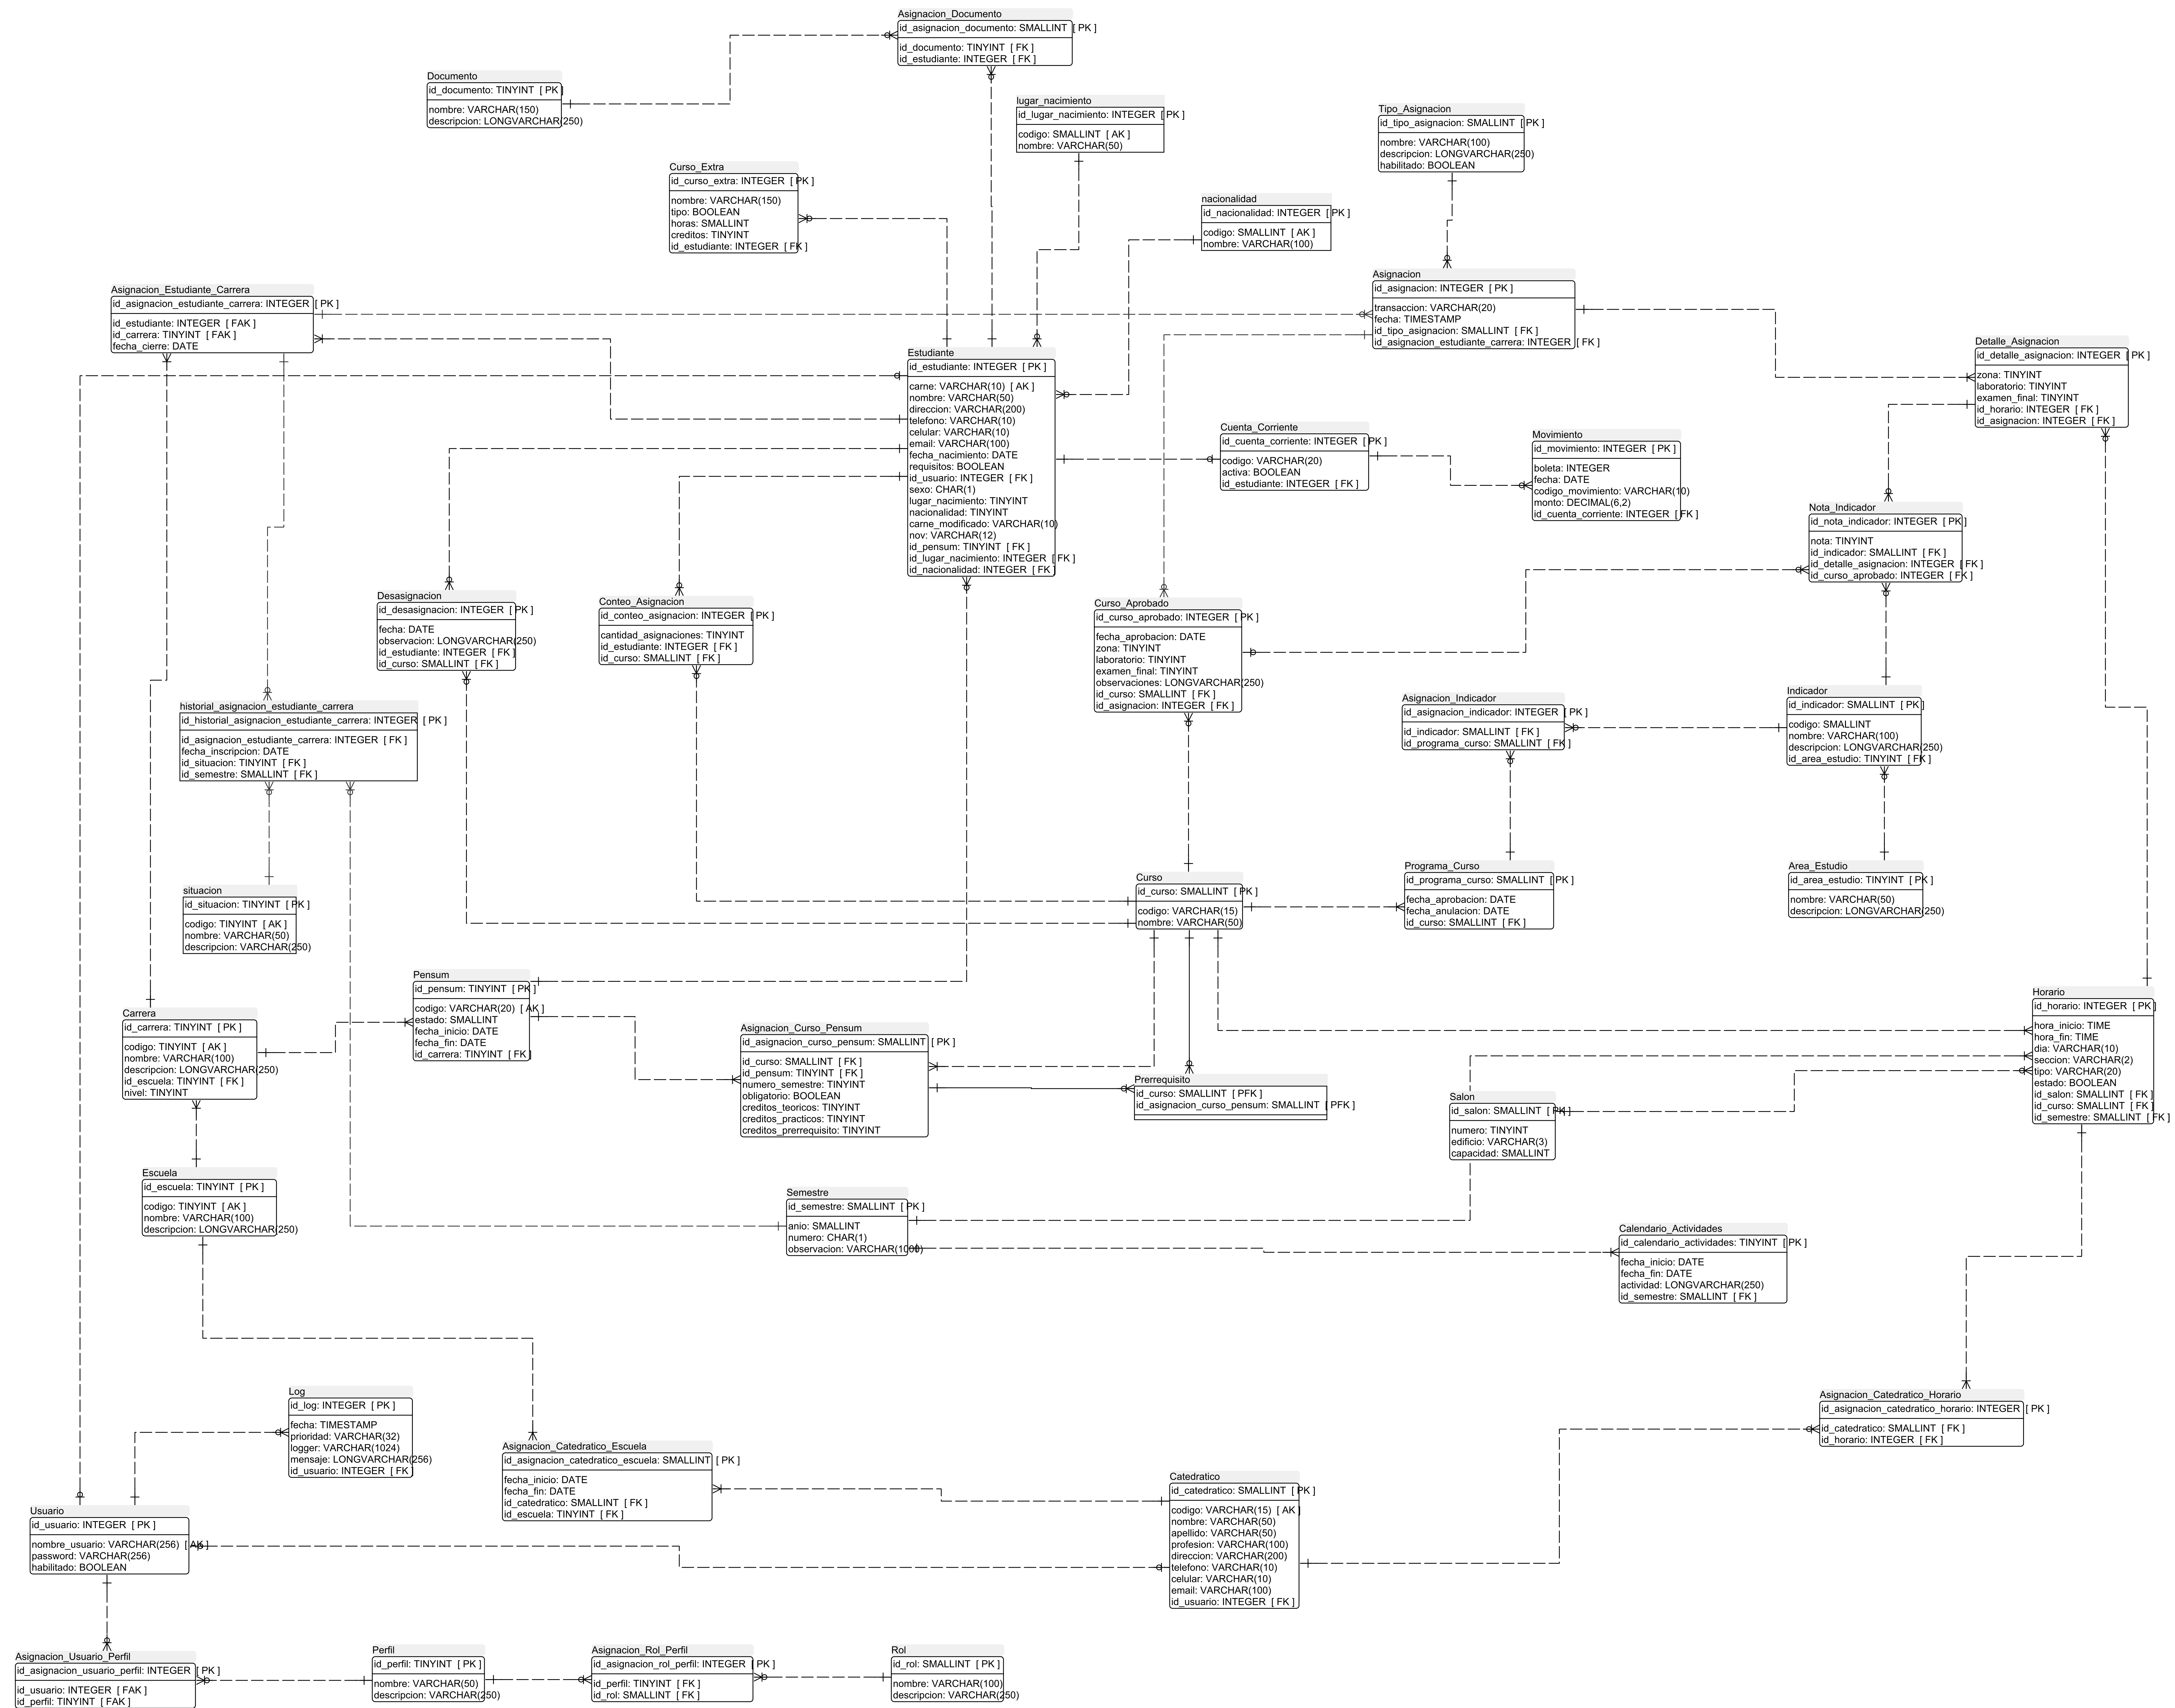 Asignacion_Documento
id_asignacion_documento: SMALLINT [ PK ]
id_documento: TINYINT [ FK ]
id_estudiante: INTEGER [ FK ]
Documento
id_documento: TINYINT [ PK ]
nombre: VARCHAR(150)
descripcion: LONGVARCHAR(250)
lugar_nacimiento
id_lugar_nacimiento: INTEGER [ PK ]
codigo: SMALLINT [ AK ]
nombre: VARCHAR(50)
Tipo_Asignacion
id_tipo_asignacion: SMALLINT [ PK ]
nombre: VARCHAR(100)
descripcion: LONGVARCHAR(250)
habilitado: BOOLEAN
Curso_Extra
id_curso_extra: INTEGER [ PK ]
nombre: VARCHAR(150)
tipo: BOOLEAN
horas: SMALLINT
creditos: TINYINT
id_estudiante: INTEGER [ FK ]
nacionalidad
id_nacionalidad: INTEGER [ PK ]
codigo: SMALLINT [ AK ]
nombre: VARCHAR(100)
Asignacion
id_asignacion: INTEGER [ PK ]
transaccion: VARCHAR(20)
fecha: TIMESTAMP
id_tipo_asignacion: SMALLINT [ FK ]
id_asignacion_estudiante_carrera: INTEGER [ FK ]
Asignacion_Estudiante_Carrera
id_asignacion_estudiante_carrera: INTEGER [ PK ]
id_estudiante: INTEGER [ FAK ]
id_carrera: TINYINT [ FAK ]
fecha_cierre: DATE
Detalle_Asignacion
id_detalle_asignacion: INTEGER [ PK ]
zona: TINYINT
laboratorio: TINYINT
examen_final: TINYINT
id_horario: INTEGER [ FK ]
id_asignacion: INTEGER [ FK ]
Estudiante
id_estudiante: INTEGER [ PK ]
carne: VARCHAR(10) [ AK ]
nombre: VARCHAR(50)
direccion: VARCHAR(200)
telefono: VARCHAR(10)
celular: VARCHAR(10)
email: VARCHAR(100)
fecha_nacimiento: DATE
requisitos: BOOLEAN
id_usuario: INTEGER [ FK ]
sexo: CHAR(1)
lugar_nacimiento: TINYINT
nacionalidad: TINYINT
carne_modificado: VARCHAR(10)
nov: VARCHAR(12)
id_pensum: TINYINT [ FK ]
id_lugar_nacimiento: INTEGER [ FK ]
id_nacionalidad: INTEGER [ FK ]
Cuenta_Corriente
id_cuenta_corriente: INTEGER [ PK ]
codigo: VARCHAR(20)
activa: BOOLEAN
id_estudiante: INTEGER [ FK ]
Movimiento
id_movimiento: INTEGER [ PK ]
boleta: INTEGER
fecha: DATE
codigo_movimiento: VARCHAR(10)
monto: DECIMAL(6,2)
id_cuenta_corriente: INTEGER [ FK ]
Nota_Indicador
id_nota_indicador: INTEGER [ PK ]
nota: TINYINT
id_indicador: SMALLINT [ FK ]
id_detalle_asignacion: INTEGER [ FK ]
id_curso_aprobado: INTEGER [ FK ]
Desasignacion
id_desasignacion: INTEGER [ PK ]
fecha: DATE
observacion: LONGVARCHAR(250)
id_estudiante: INTEGER [ FK ]
id_curso: SMALLINT [ FK ]
Conteo_Asignacion
id_conteo_asignacion: INTEGER [ PK ]
cantidad_asignaciones: TINYINT
id_estudiante: INTEGER [ FK ]
id_curso: SMALLINT [ FK ]
Curso_Aprobado
id_curso_aprobado: INTEGER [ PK ]
fecha_aprobacion: DATE
zona: TINYINT
laboratorio: TINYINT
examen_final: TINYINT
observaciones: LONGVARCHAR(250)
id_curso: SMALLINT [ FK ]
id_asignacion: INTEGER [ FK ]
historial_asignacion_estudiante_carrera
id_historial_asignacion_estudiante_carrera: INTEGER [ PK ]
id_asignacion_estudiante_carrera: INTEGER [ FK ]
fecha_inscripcion: DATE
id_situacion: TINYINT [ FK ]
id_semestre: SMALLINT [ FK ]
Asignacion_Indicador
id_asignacion_indicador: INTEGER [ PK ]
id_indicador: SMALLINT [ FK ]
id_programa_curso: SMALLINT [ FK ]
Indicador
id_indicador: SMALLINT [ PK ]
codigo: SMALLINT
nombre: VARCHAR(100)
descripcion: LONGVARCHAR(250)
id_area_estudio: TINYINT [ FK ]
situacion
id_situacion: TINYINT [ PK ]
codigo: TINYINT [ AK ]
nombre: VARCHAR(50)
descripcion: VARCHAR(250)
Curso
id_curso: SMALLINT [ PK ]
codigo: VARCHAR(15)
nombre: VARCHAR(50)
Programa_Curso
id_programa_curso: SMALLINT [ PK ]
fecha_aprobacion: DATE
fecha_anulacion: DATE
id_curso: SMALLINT [ FK ]
Area_Estudio
id_area_estudio: TINYINT [ PK ]
nombre: VARCHAR(50)
descripcion: LONGVARCHAR(250)
Pensum
id_pensum: TINYINT [ PK ]
codigo: VARCHAR(20) [ AK ]
estado: SMALLINT
fecha_inicio: DATE
fecha_fin: DATE
id_carrera: TINYINT [ FK ]
Carrera
id_carrera: TINYINT [ PK ]
codigo: TINYINT [ AK ]
nombre: VARCHAR(100)
descripcion: LONGVARCHAR(250)
id_escuela: TINYINT [ FK ]
nivel: TINYINT
Asignacion_Curso_Pensum
id_asignacion_curso_pensum: SMALLINT [ PK ]
id_curso: SMALLINT [ FK ]
id_pensum: TINYINT [ FK ]
numero_semestre: TINYINT
obligatorio: BOOLEAN
creditos_teoricos: TINYINT
creditos_practicos: TINYINT
creditos_prerrequisito: TINYINT
Prerrequisito
id_curso: SMALLINT [ PFK ]
id_asignacion_curso_pensum: SMALLINT [ PFK ]
Horario
id_horario: INTEGER [ PK ]
hora_inicio: TIME
hora_fin: TIME
dia: VARCHAR(10)
seccion: VARCHAR(2)
tipo: VARCHAR(20)
estado: BOOLEAN
id_salon: SMALLINT [ FK ]
id_curso: SMALLINT [ FK ]
id_semestre: SMALLINT [ FK ]
Salon
id_salon: SMALLINT [ PK ]
numero: TINYINT
edificio: VARCHAR(3)
capacidad: SMALLINT
Escuela
id_escuela: TINYINT [ PK ]
codigo: TINYINT [ AK ]
nombre: VARCHAR(100)
descripcion: LONGVARCHAR(250)
Semestre
id_semestre: SMALLINT [ PK ]
anio: SMALLINT
numero: CHAR(1)
observacion: VARCHAR(1000)
Calendario_Actividades
id_calendario_actividades: TINYINT [ PK ]
fecha_inicio: DATE
fecha_fin: DATE
actividad: LONGVARCHAR(250)
id_semestre: SMALLINT [ FK ]
Log
id_log: INTEGER [ PK ]
fecha: TIMESTAMP
prioridad: VARCHAR(32)
logger: VARCHAR(1024)
mensaje: LONGVARCHAR(256)
id_usuario: INTEGER [ FK ]
Asignacion_Catedratico_Horario
id_asignacion_catedratico_horario: INTEGER [ PK ]
id_catedratico: SMALLINT [ FK ]
id_horario: INTEGER [ FK ]
Asignacion_Catedratico_Escuela
id_asignacion_catedratico_escuela: SMALLINT [ PK ]
fecha_inicio: DATE
fecha_fin: DATE
id_catedratico: SMALLINT [ FK ]
id_escuela: TINYINT [ FK ]
Catedratico
id_catedratico: SMALLINT [ PK ]
codigo: VARCHAR(15) [ AK ]
nombre: VARCHAR(50)
apellido: VARCHAR(50)
profesion: VARCHAR(100)
direccion: VARCHAR(200)
telefono: VARCHAR(10)
celular: VARCHAR(10)
email: VARCHAR(100)
id_usuario: INTEGER [ FK ]
Usuario
id_usuario: INTEGER [ PK ]
nombre_usuario: VARCHAR(256) [ AK ]
password: VARCHAR(256)
habilitado: BOOLEAN
Asignacion_Usuario_Perfil
id_asignacion_usuario_perfil: INTEGER [ PK ]
id_usuario: INTEGER [ FAK ]
id_perfil: TINYINT [ FAK ]
Perfil
id_perfil: TINYINT [ PK ]
nombre: VARCHAR(50)
descripcion: VARCHAR(250)
Asignacion_Rol_Perfil
id_asignacion_rol_perfil: INTEGER [ PK ]
id_perfil: TINYINT [ FK ]
id_rol: SMALLINT [ FK ]
Rol
id_rol: SMALLINT [ PK ]
nombre: VARCHAR(100)
descripcion: VARCHAR(250)